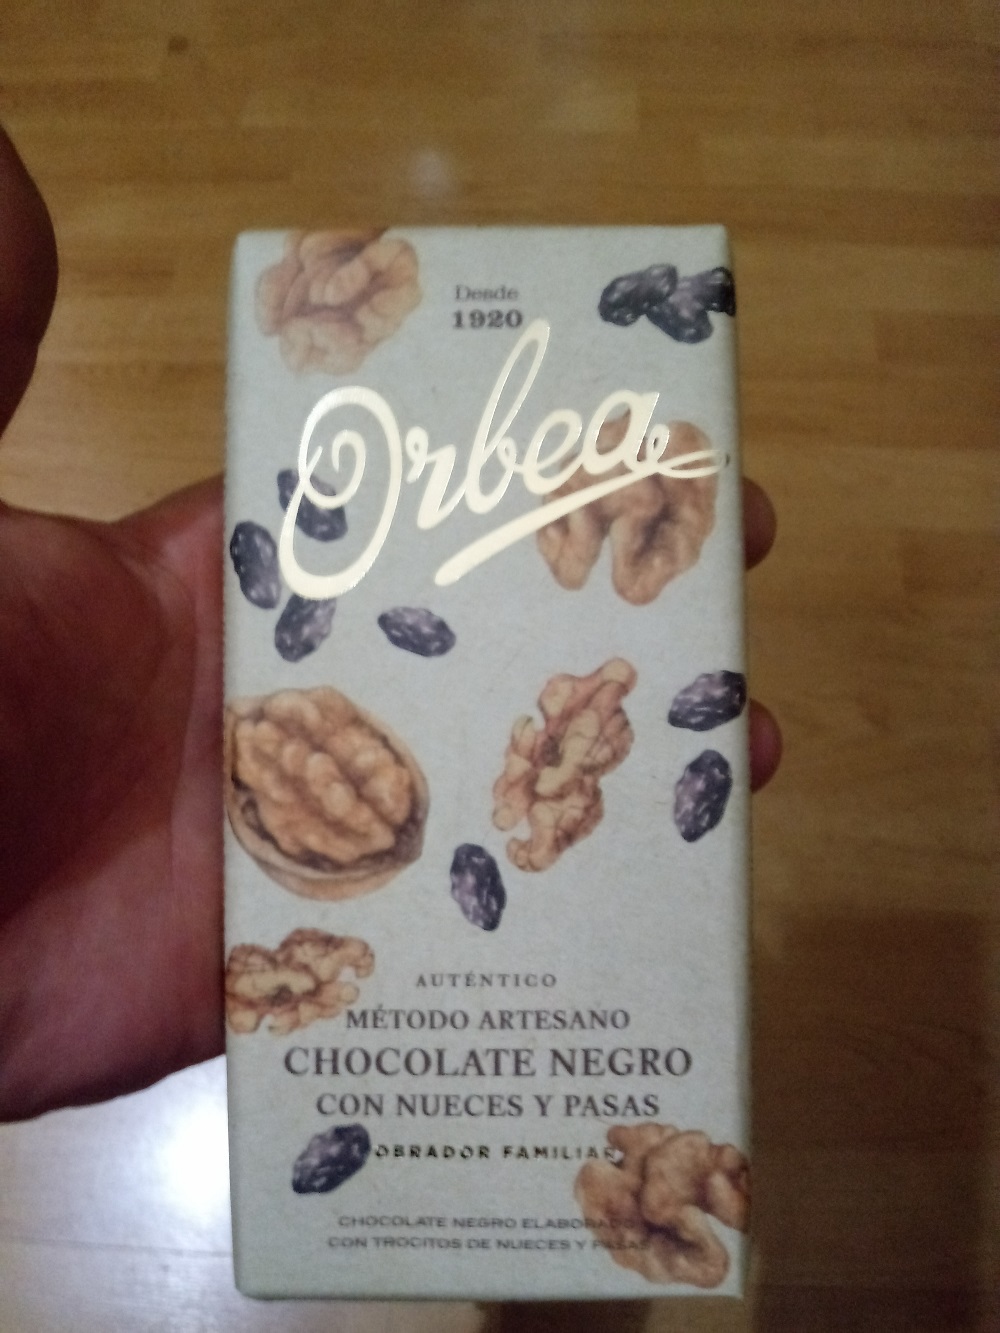 Desde
1920
Orbea
AUTÉNTICO
MÉTODO ARTESANO
CHOCOLATE NEGRO
CON NUECES Y PASAS
OBRADOR FAMILIAR
CHOCOLATE NEGRO ELABORADO
CON TROCITOS DE NUECES Y PASAS